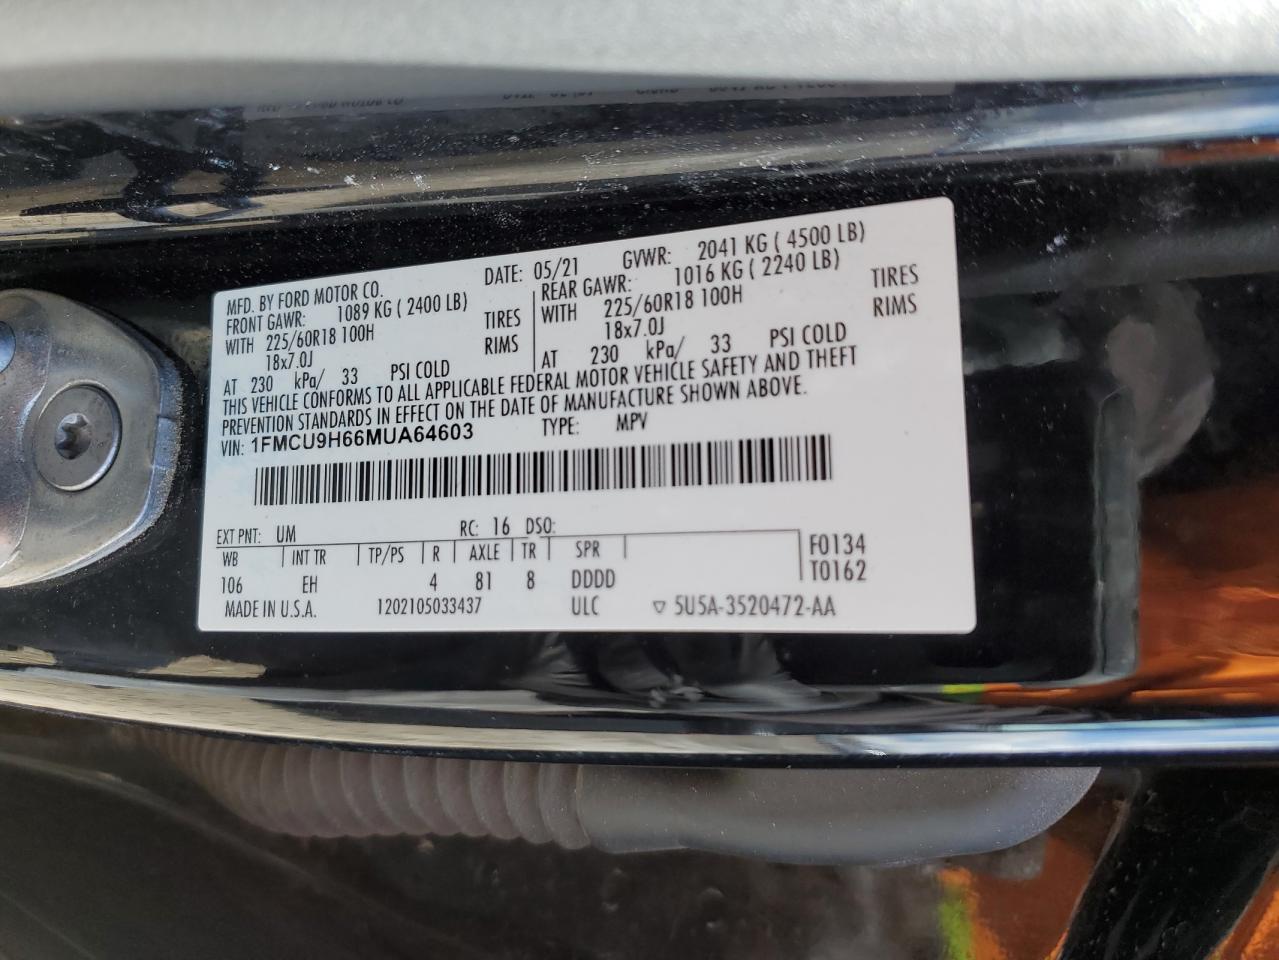 MFD. BY FORD MOTOR CO. DATE: 05/21 GVWR: 2041 KG ( 4500 LB)
FRONT GAWR: 1089 KG ( 2400 LB) REAR GAWR: 1016 KG ( 2240 LB)
WITH 225/60R18 100H TIRES WITH 225/60R18 100H TIRES
18x7.0J RIMS 18x7.0J RIMS
AT 230 kPa/ 33 PSI COLD AT 230 kPa/ 33 PSI COLD
THIS VEHICLE CONFORMS TO ALL APPLICABLE FEDERAL MOTOR VEHICLE SAFETY AND THEFT
PREVENTION STANDARDS IN EFFECT ON THE DATE OF MANUFACTURE SHOWN ABOVE.
VIN: 1FMCU9H66MUA64603 TYPE: MPV
EXT PNT: UM RC: 16 DSO:
WB INT TR TP/PS R AXLE TR SPR F0134
106 EH 4 81 8 DDDD T0162
MADE IN U.S.A. 1202105033437 ULC ▽ 5U5A-3520472-AA